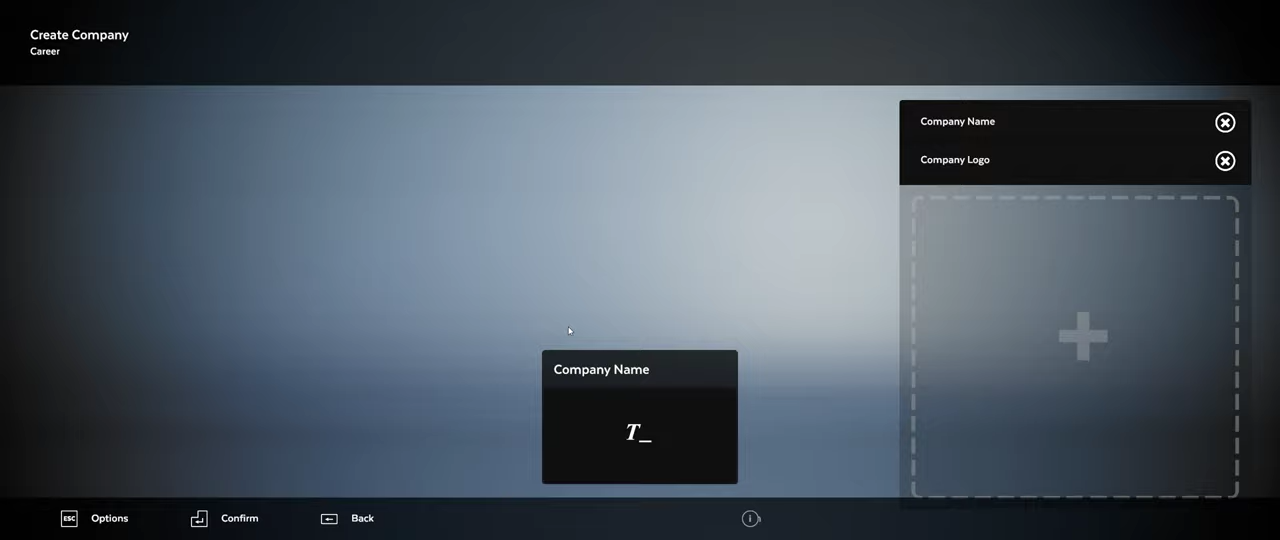 Create Company
Career
Company Name
Company Logo
Company Name
T_
ESC Options
Confirm
Back